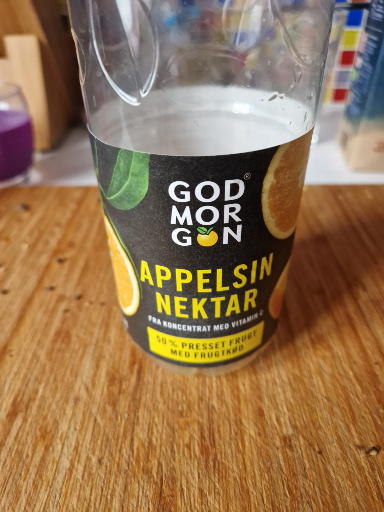 GOD®
MOR
GON
APPELSIN
NEKTAR
FRA KONCENTRAT MED VITAMIN C
50% PRESSET FRUGT
MED FRUGTKØD